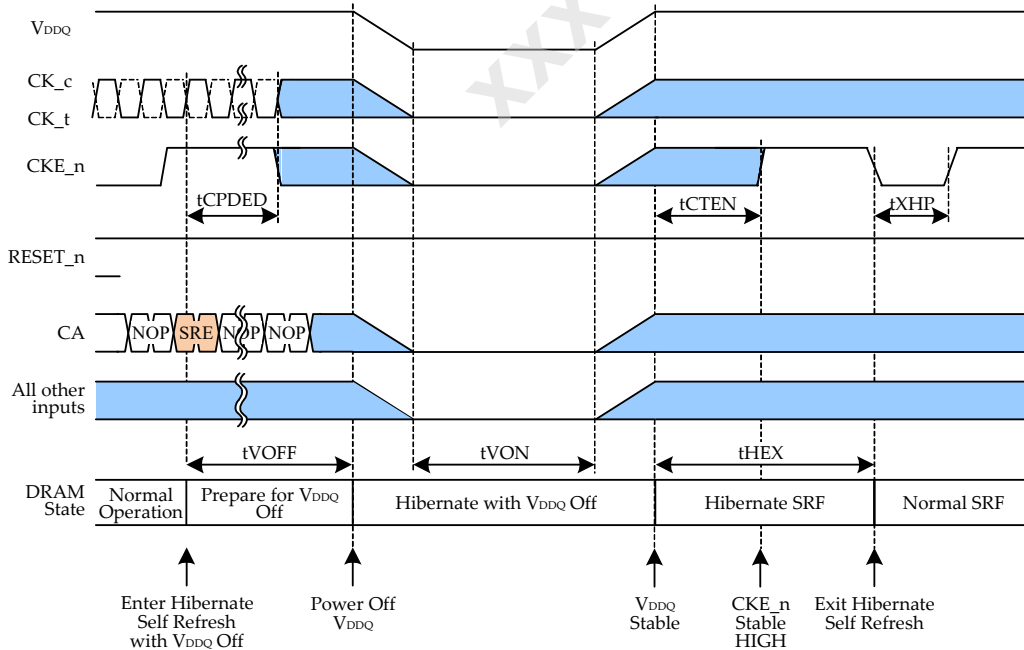 XXX
VDDQ
CK_c
CK_t
CKE_n
tCPDED
tCTEN
tXHP
RESET_n
CA
NOP
SRE
NOP
NOP
All other
inputs
tVOFF
tVON
tHEX
DRAM
State
Normal
Operation
Prepare for VDDQ
Off
Hibernate with VDDQ Off
Hibernate SRF
Normal SRF
Enter Hibernate
Self Refresh
with VDDQ Off
Power Off
VDDQ
VDDQ
Stable
CKE_n
Stable
HIGH
Exit Hibernate
Self Refresh